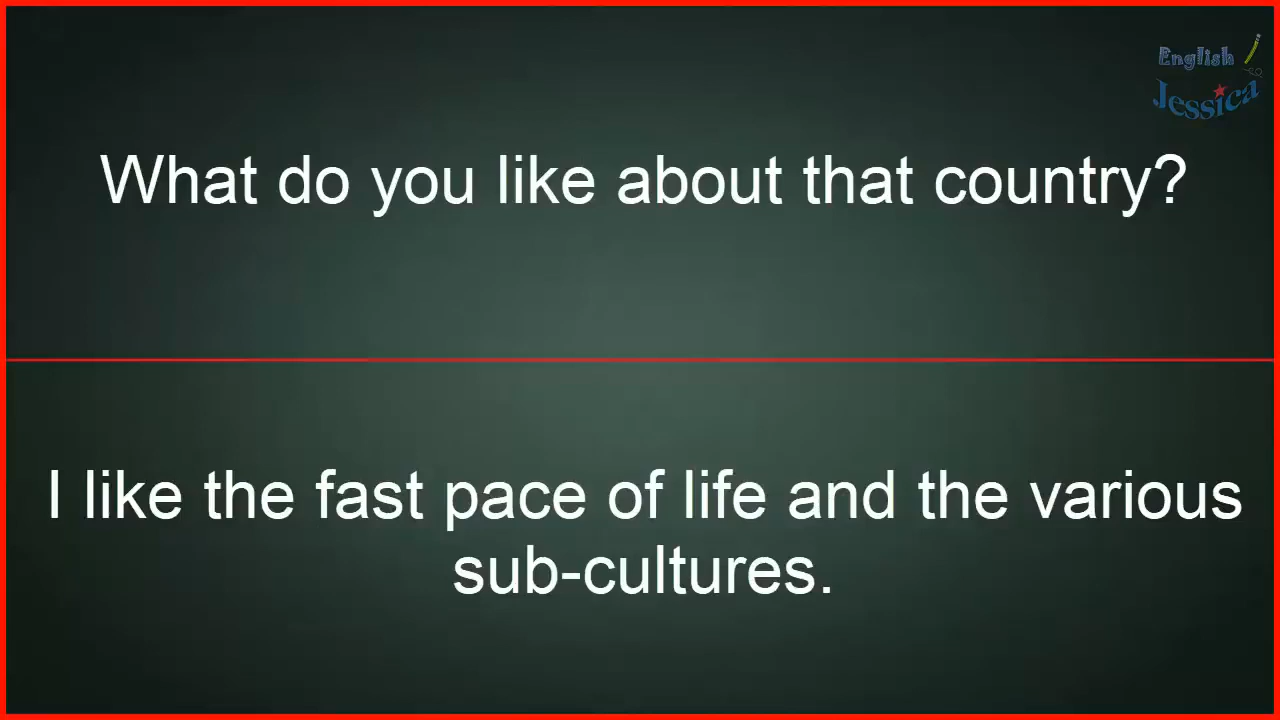 English
Jessica
What do you like about that country?
I like the fast pace of life and the various
sub-cultures.